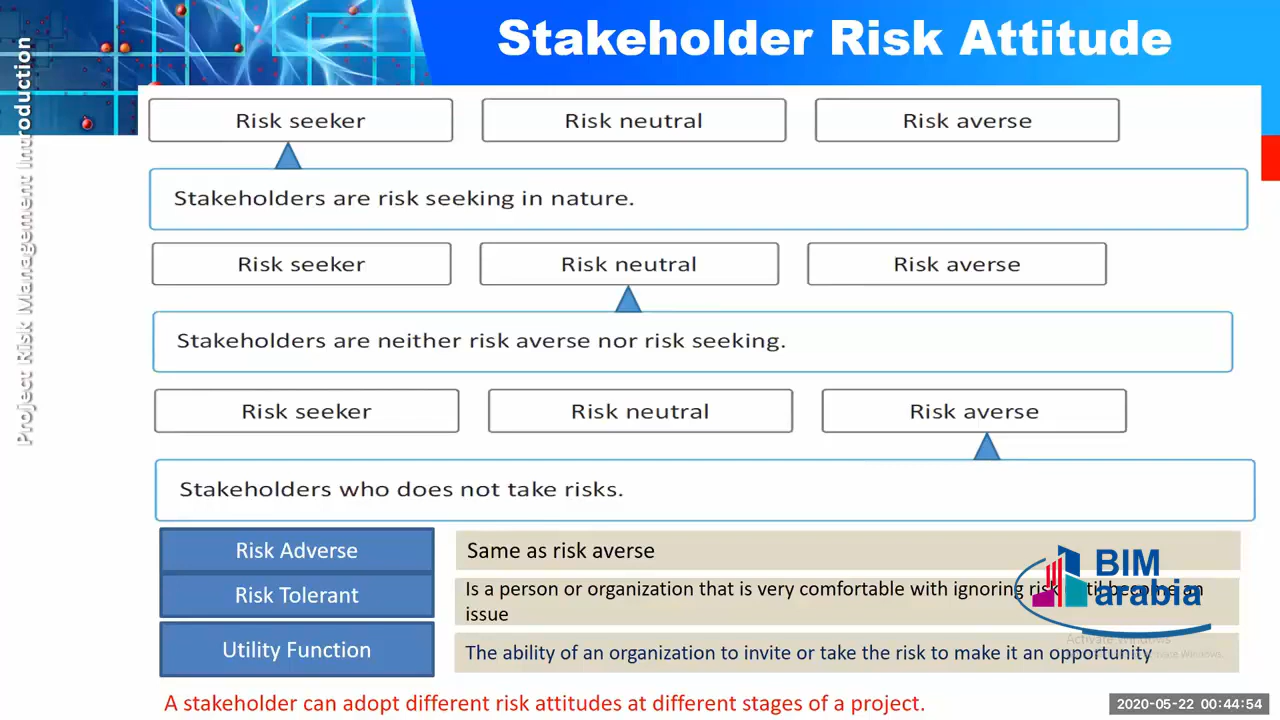 Stakeholder Risk Attitude
Project Risk Management Introduction
Risk seeker Risk neutral Risk averse
Stakeholders are risk seeking in nature.
Risk seeker Risk neutral Risk averse
Stakeholders are neither risk averse nor risk seeking.
Risk seeker Risk neutral Risk averse
Stakeholders who does not take risks.
Risk Adverse Same as risk averse
Risk Tolerant
Is a person or organization that is very comfortable with ignoring risk until become an
issue
Utility Function The ability of an organization to invite or take the risk to make it an opportunity
BIM
arabia
Activate Windows
A stakeholder can adopt different risk attitudes at different stages of a project.
2020-05-22 00:44:54